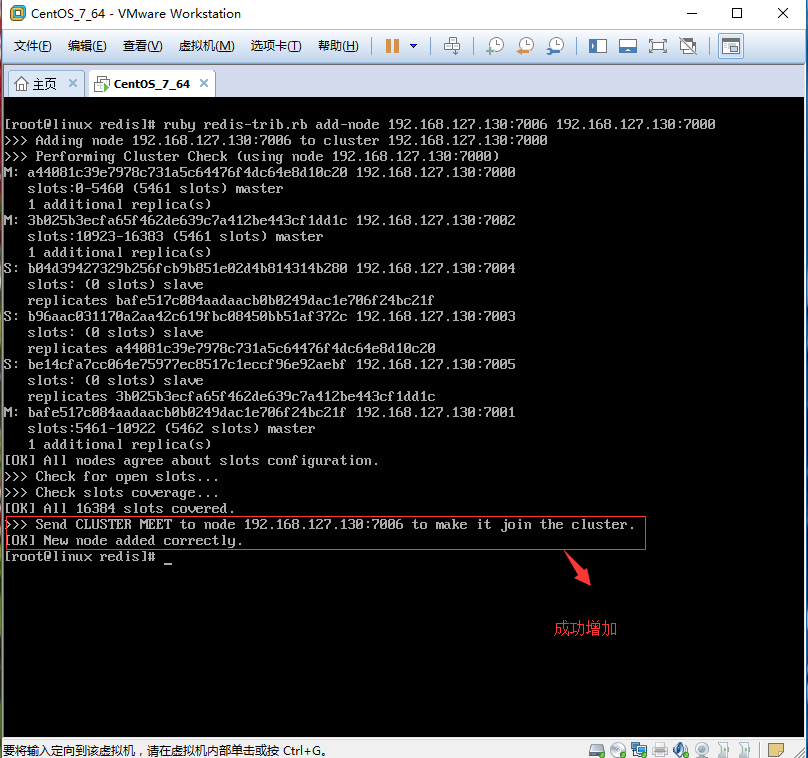 CentOS_7_64 - VMware Workstation
文件(F) 编辑(E) 查看(V) 虚拟机(M) 选项卡(T) 帮助(H)
主页 CentOS_7_64
[root@linux redis]# ruby redis-trib.rb add-node 192.168.127.130:7006 192.168.127.130:7000
>>> Adding node 192.168.127.130:7006 to cluster 192.168.127.130:7000
>>> Performing Cluster Check (using node 192.168.127.130:7000)
M: a44081c39e7978c731a5c64476f4dc64e8d10c20 192.168.127.130:7000
slots:0-5460 (5461 slots) master
1 additional replica(s)
M: 3b025b3ecfa65f462de639c7a412be443cf1dd1c 192.168.127.130:7002
slots:10923-16383 (5461 slots) master
1 additional replica(s)
S: b04d39427329b256fcb9b851e02d4b814314b280 192.168.127.130:7004
slots: (0 slots) slave
replicates bafe517c084aadaacb0b0249dac1e706f24bc21f
S: b96aac031170a2aa42c619fbc08450bb51af372c 192.168.127.130:7003
slots: (0 slots) slave
replicates a44081c39e7978c731a5c64476f4dc64e8d10c20
S: be14cfa7cc064e75977ec8517c1eccf96e92aebf 192.168.127.130:7005
slots: (0 slots) slave
replicates 3b025b3ecfa65f462de639c7a412be443cf1dd1c
M: bafe517c084aadaacb0b0249dac1e706f24bc21f 192.168.127.130:7001
slots:5461-10922 (5462 slots) master
1 additional replica(s)
[OK] All nodes agree about slots configuration.
>>> Check for open slots...
>>> Check slots coverage...
[OK] All 16384 slots covered.
>>> Send CLUSTER MEET to node 192.168.127.130:7006 to make it join the cluster.
[OK] New node added correctly.
[root@linux redis]# _
成功增加
要将输入定向到该虚拟机，请在虚拟机内部单击或按 Ctrl+G。